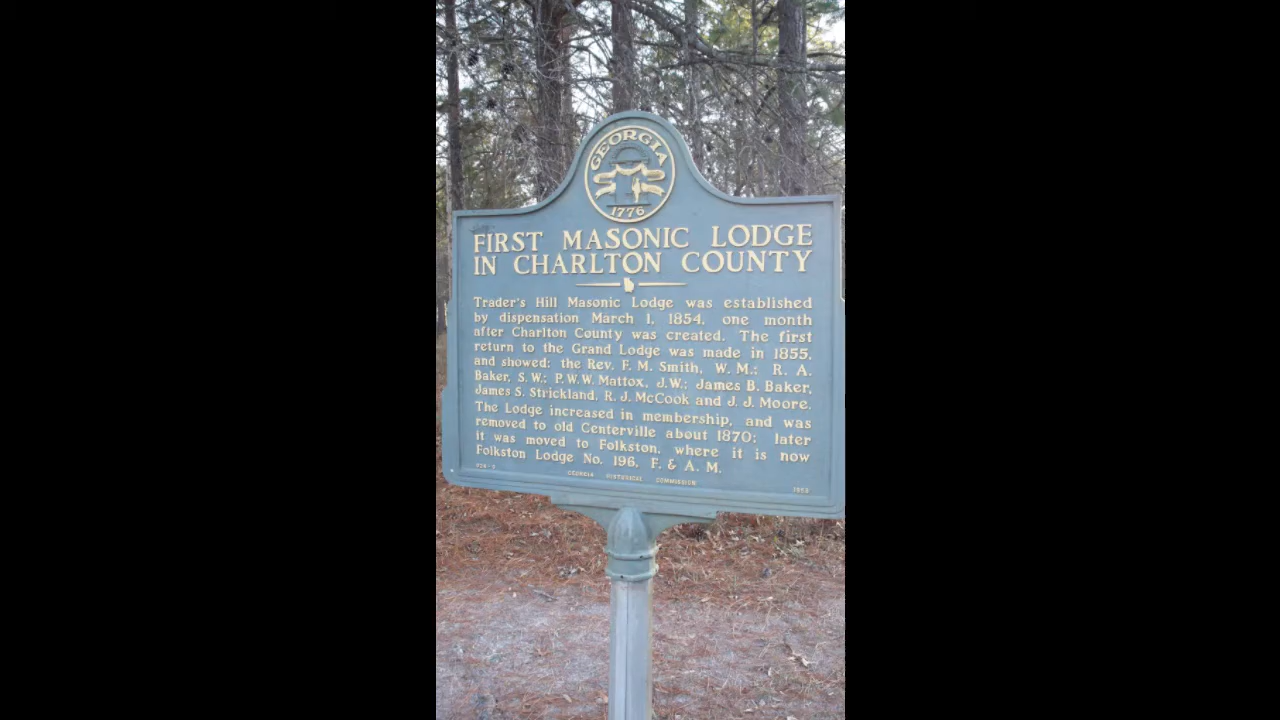 GEORGIA
1776
FIRST MASONIC LODGE
IN CHARLTON COUNTY
Trader's Hill Masonic Lodge was established
by dispensation March 1, 1854, one month
after Charlton County was created. The first
return to the Grand Lodge was made in 1855,
and showed: the Rev. F. M. Smith, W. M.; R. A.
Baker, S. W.; P. W. W. Mattox, J. W.; James B. Baker,
James S. Strickland, R. J. McCook and J. J. Moore.
The Lodge increased in membership, and was
removed to old Centerville about 1870; later
it was moved to Folkston, where it is now
Folkston Lodge No. 196, F. & A. M.
GEORGIA HISTORICAL COMMISSION